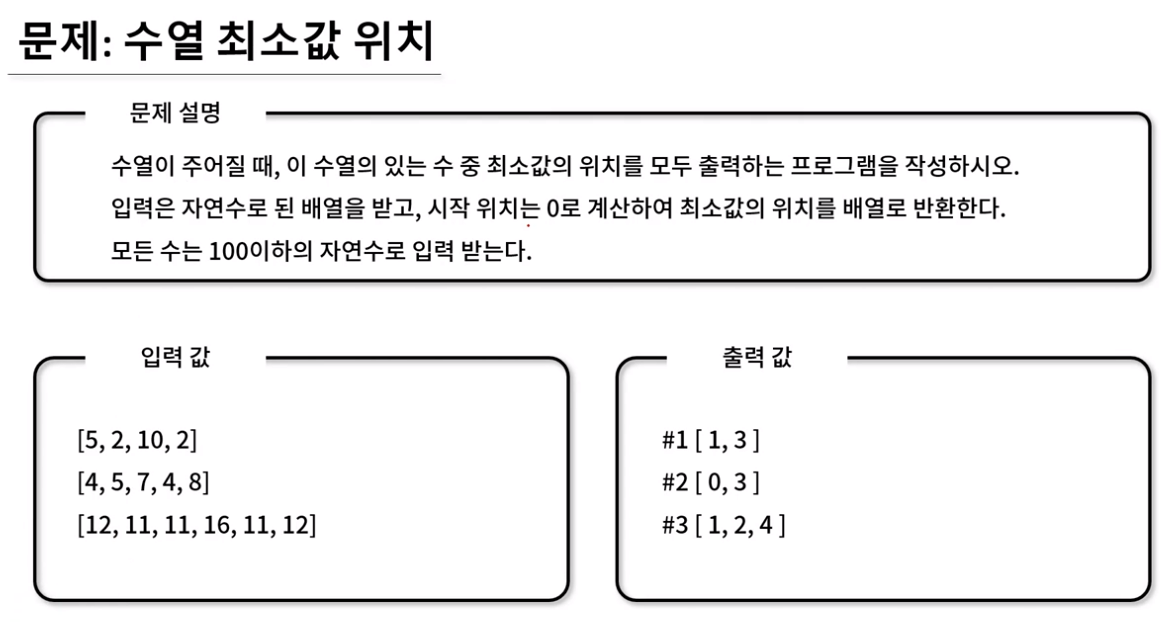 문제: 수열 최소값 위치
문제 설명
수열이 주어질 때, 이 수열의 있는 수 중 최소값의 위치를 모두 출력하는 프로그램을 작성하시오.
입력은 자연수로 된 배열을 받고, 시작 위치는 0로 계산하여 최소값의 위치를 배열로 반환한다.
모든 수는 100이하의 자연수로 입력 받는다.
입력 값
[5, 2, 10, 2]
[4, 5, 7, 4, 8]
[12, 11, 11, 16, 11, 12]
출력 값
#1 [ 1, 3 ]
#2 [ 0, 3 ]
#3 [ 1, 2, 4 ]